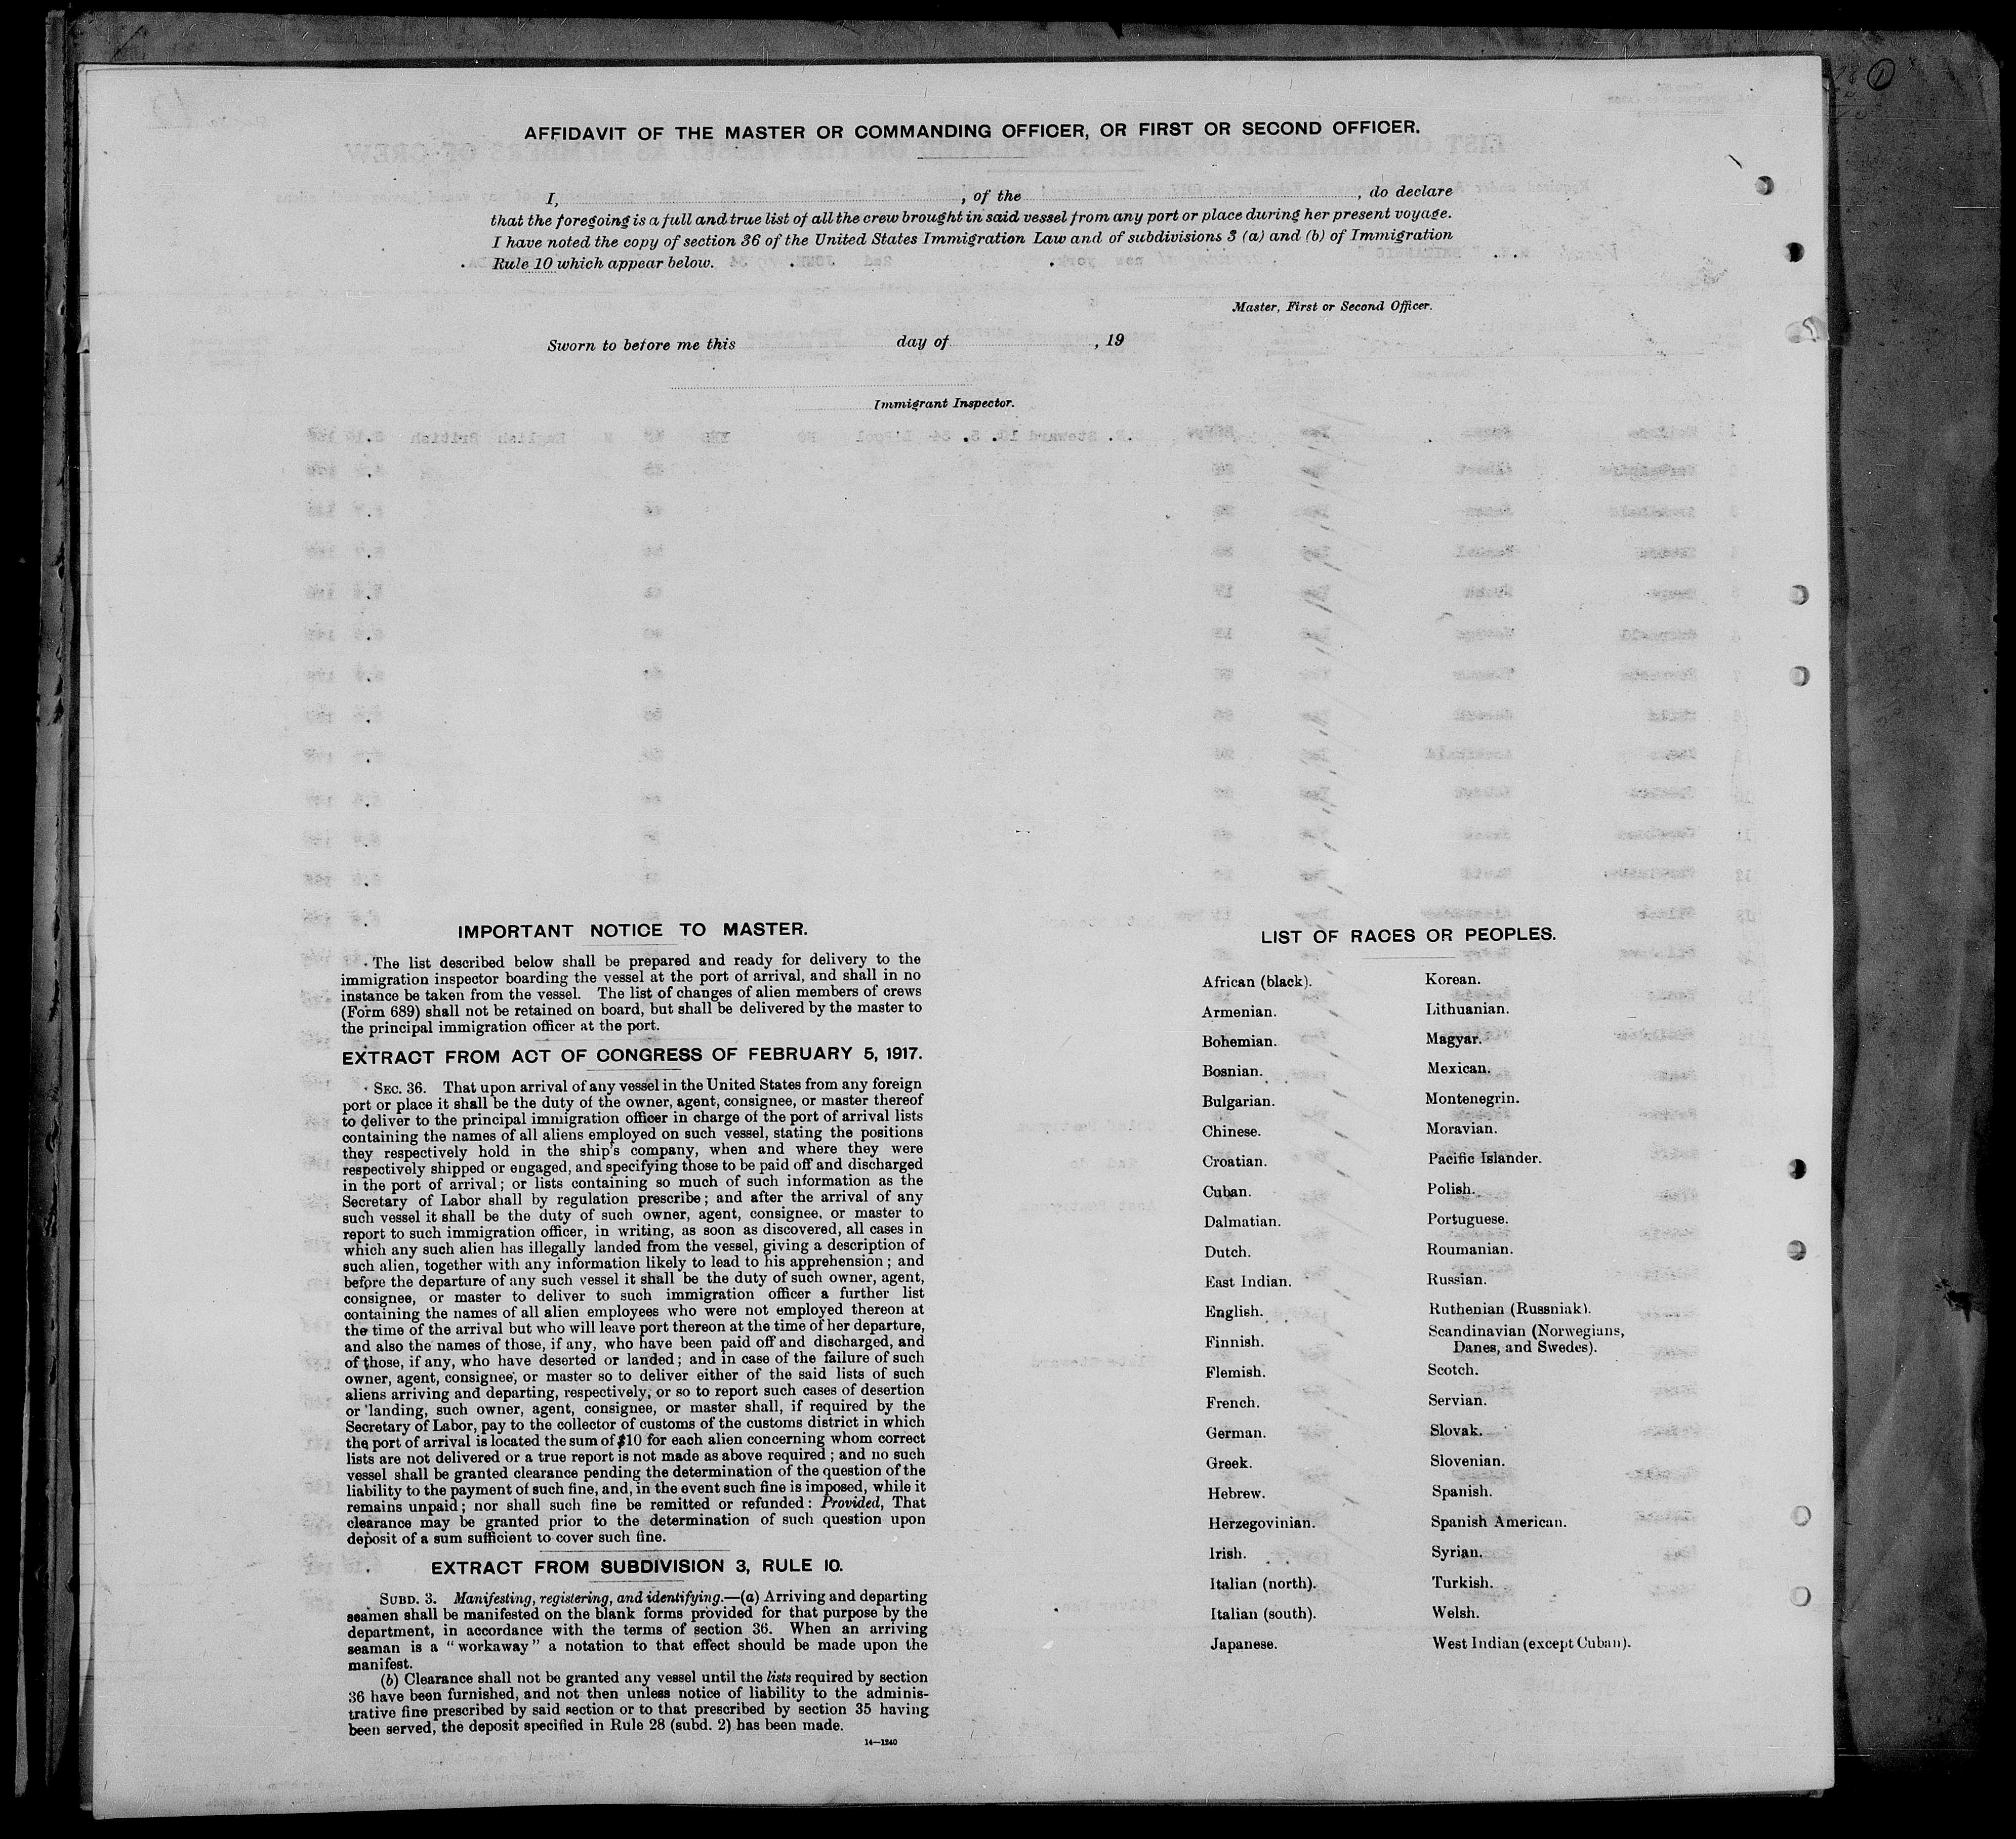 AFFIDAVIT OF THE MASTER OR COMMANDING OFFICER, OR FIRST OR SECOND OFFICER.
I, , of the , do declare
that the foregoing is a full and true list of all the crew brought in said vessel from any port or place during her present voyage.
I have noted the copy of section 36 of the United States Immigration Law and of subdivisions 3 (a) and (b) of Immigration
Rule 10 which appear below.
Master, First or Second Officer.
Sworn to before me this day of , 19
Immigrant Inspector.
IMPORTANT NOTICE TO MASTER.
The list described below shall be prepared and ready for delivery to the
immigration inspector boarding the vessel at the port of arrival, and shall in no
instance be taken from the vessel. The list of changes of alien members of crews
(Form 689) shall not be retained on board, but shall be delivered by the master to
the principal immigration officer at the port.
EXTRACT FROM ACT OF CONGRESS OF FEBRUARY 5, 1917.
SEC. 36. That upon arrival of any vessel in the United States from any foreign
port or place it shall be the duty of the owner, agent, consignee, or master thereof
to deliver to the principal immigration officer in charge of the port of arrival lists
containing the names of all aliens employed on such vessel, stating the positions
they respectively hold in the ship's company, when and where they were
respectively shipped or engaged, and specifying those to be paid off and discharged
in the port of arrival; or lists containing so much of such information as the
Secretary of Labor shall by regulation prescribe; and after the arrival of any
such vessel it shall be the duty of such owner, agent, consignee, or master to
report to such immigration officer, in writing, as soon as discovered, all cases in
which any such alien has illegally landed from the vessel, giving a description of
such alien, together with any information likely to lead to his apprehension; and
before the departure of any such vessel it shall be the duty of such owner, agent,
consignee, or master to deliver to such immigration officer a further list
containing the names of all alien employees who were not employed thereon at
the time of the arrival but who will leave port thereon at the time of her departure,
and also the names of those, if any, who have been paid off and discharged, and
of those, if any, who have deserted or landed; and in case of the failure of such
owner, agent, consignee, or master so to deliver either of the said lists of such
aliens arriving and departing, respectively, or so to report such cases of desertion
or landing, such owner, agent, consignee, or master shall, if required by the
Secretary of Labor, pay to the collector of customs of the customs district in which
the port of arrival is located the sum of $10 for each alien concerning whom correct
lists are not delivered or a true report is not made as above required; and no such
vessel shall be granted clearance pending the determination of the question of the
liability to the payment of such fine, and, in the event such fine is imposed, while it
remains unpaid; nor shall such fine be remitted or refunded: Provided, That
clearance may be granted prior to the determination of such question upon
deposit of a sum sufficient to cover such fine.
EXTRACT FROM SUBDIVISION 3, RULE 10.
SUBD. 3. Manifesting, registering, and identifying.—(a) Arriving and departing
seamen shall be manifested on the blank forms provided for that purpose by the
department, in accordance with the terms of section 36. When an arriving
seaman is a "workaway" a notation to that effect should be made upon the
manifest.
(b) Clearance shall not be granted any vessel until the lists required by section
36 have been furnished, and not then unless notice of liability to the adminis-
trative fine prescribed by said section or to that prescribed by section 35 having
been served, the deposit specified in Rule 28 (subd. 2) has been made.
14—1240
LIST OF RACES OR PEOPLES.
African (black).
Armenian.
Bohemian.
Bosnian.
Bulgarian.
Chinese.
Croatian.
Cuban.
Dalmatian.
Dutch.
East Indian.
English.
Finnish.
Flemish.
French.
German.
Greek.
Hebrew.
Herzegovinian.
Irish.
Italian (north).
Italian (south).
Japanese.
Korean.
Lithuanian.
Magyar.
Mexican.
Montenegrin.
Moravian.
Pacific Islander.
Polish.
Portuguese.
Roumanian.
Russian.
Ruthenian (Russniak).
Scandinavian (Norwegians,
Danes, and Swedes).
Scotch.
Servian.
Slovak.
Slovenian.
Spanish.
Spanish American.
Syrian.
Turkish.
Welsh.
West Indian (except Cuban).
1